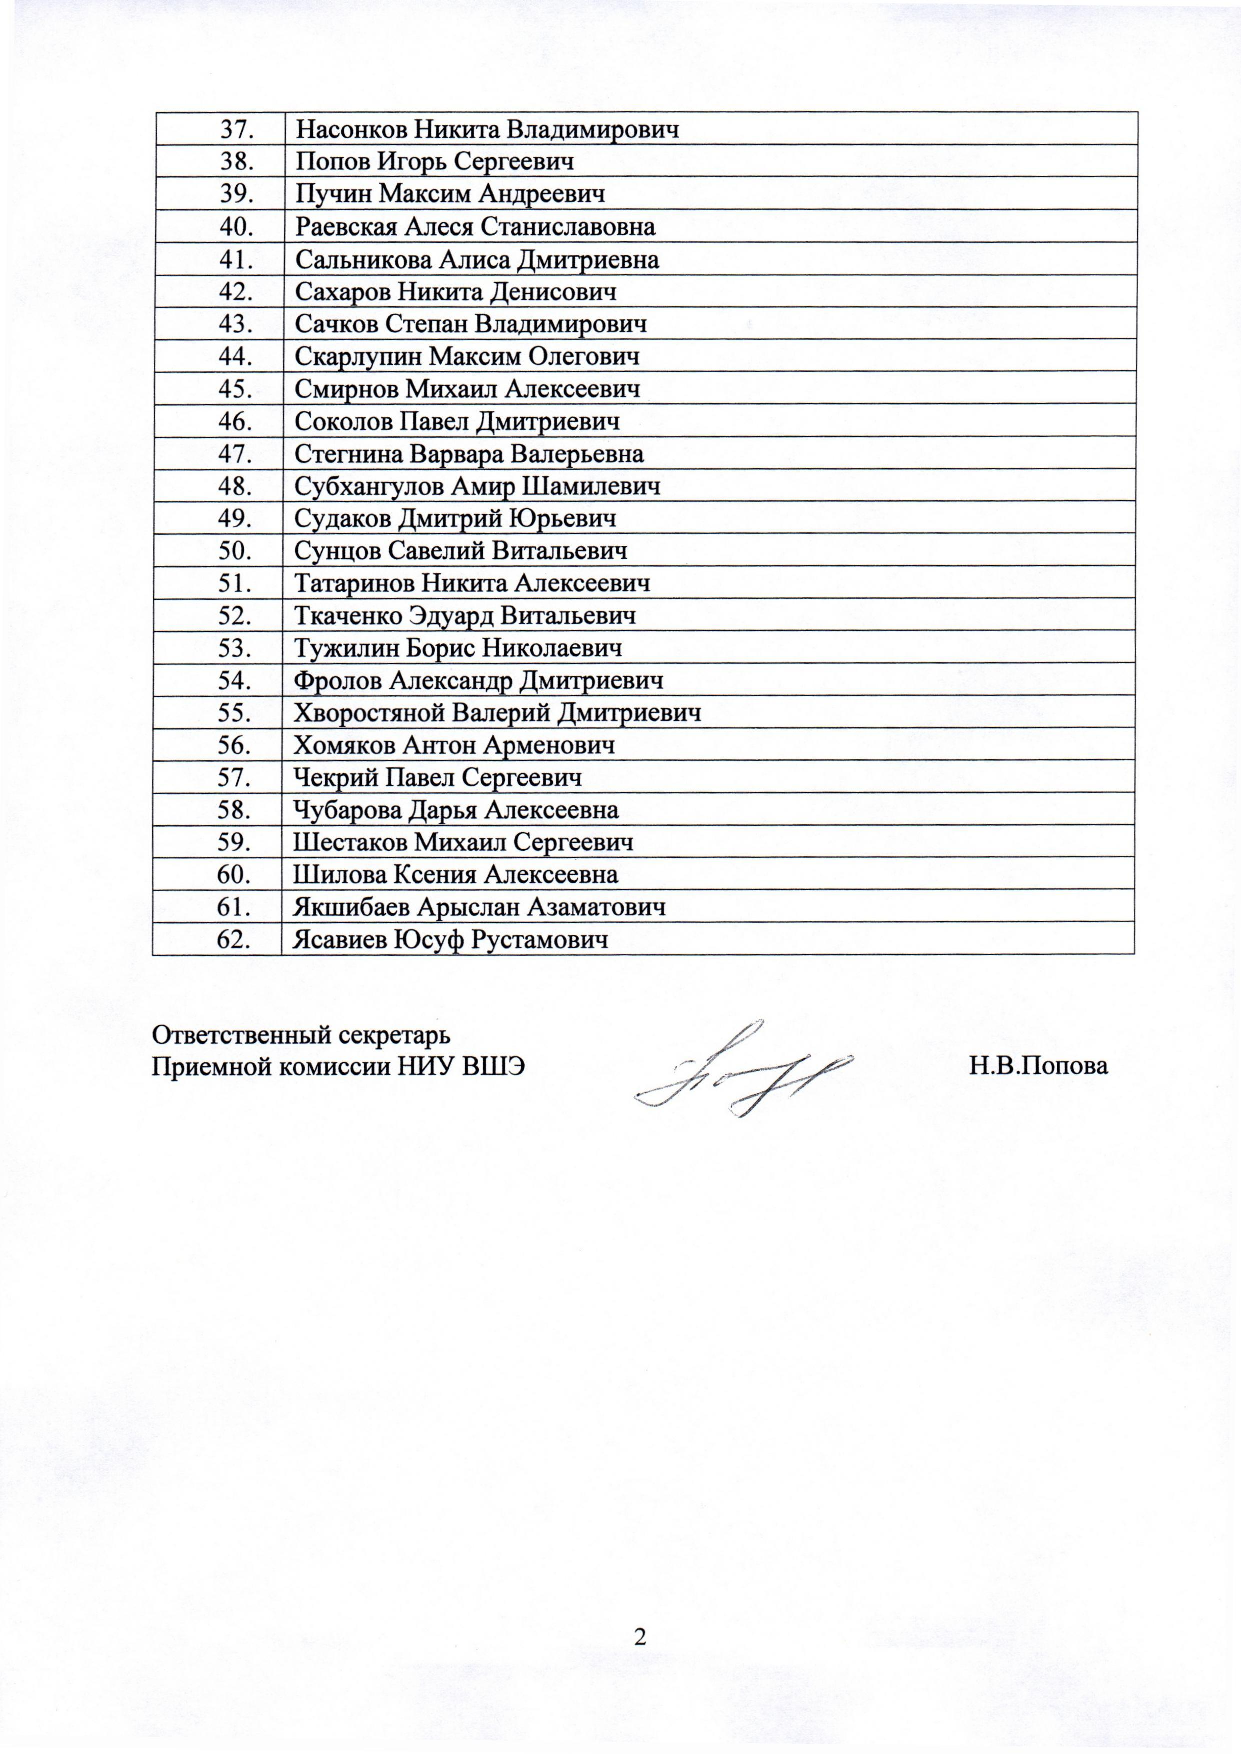 37. Насонков Никита Владимирович
38. Попов Игорь Сергеевич
39. Пучин Максим Андреевич
40. Раевская Алеся Станиславовна
41. Сальникова Алиса Дмитриевна
42. Сахаров Никита Денисович
43. Сачков Степан Владимирович
44. Скарлупин Максим Олегович
45. Смирнов Михаил Алексеевич
46. Соколов Павел Дмитриевич
47. Стегнина Варвара Валерьевна
48. Субхангулов Амир Шамилевич
49. Судаков Дмитрий Юрьевич
50. Сунцов Савелий Витальевич
51. Татаринов Никита Алексеевич
52. Ткаченко Эдуард Витальевич
53. Тужилин Борис Николаевич
54. Фролов Александр Дмитриевич
55. Хворостяной Валерий Дмитриевич
56. Хомяков Антон Арменович
57. Чекрий Павел Сергеевич
58. Чубарова Дарья Алексеевна
59. Шестаков Михаил Сергеевич
60. Шилова Ксения Алексеевна
61. Якшибаев Арыслан Азаматович
62. Ясавиев Юсуф Рустамович
Ответственный секретарь
Приемной комиссии НИУ ВШЭ Н.В.Попова
2